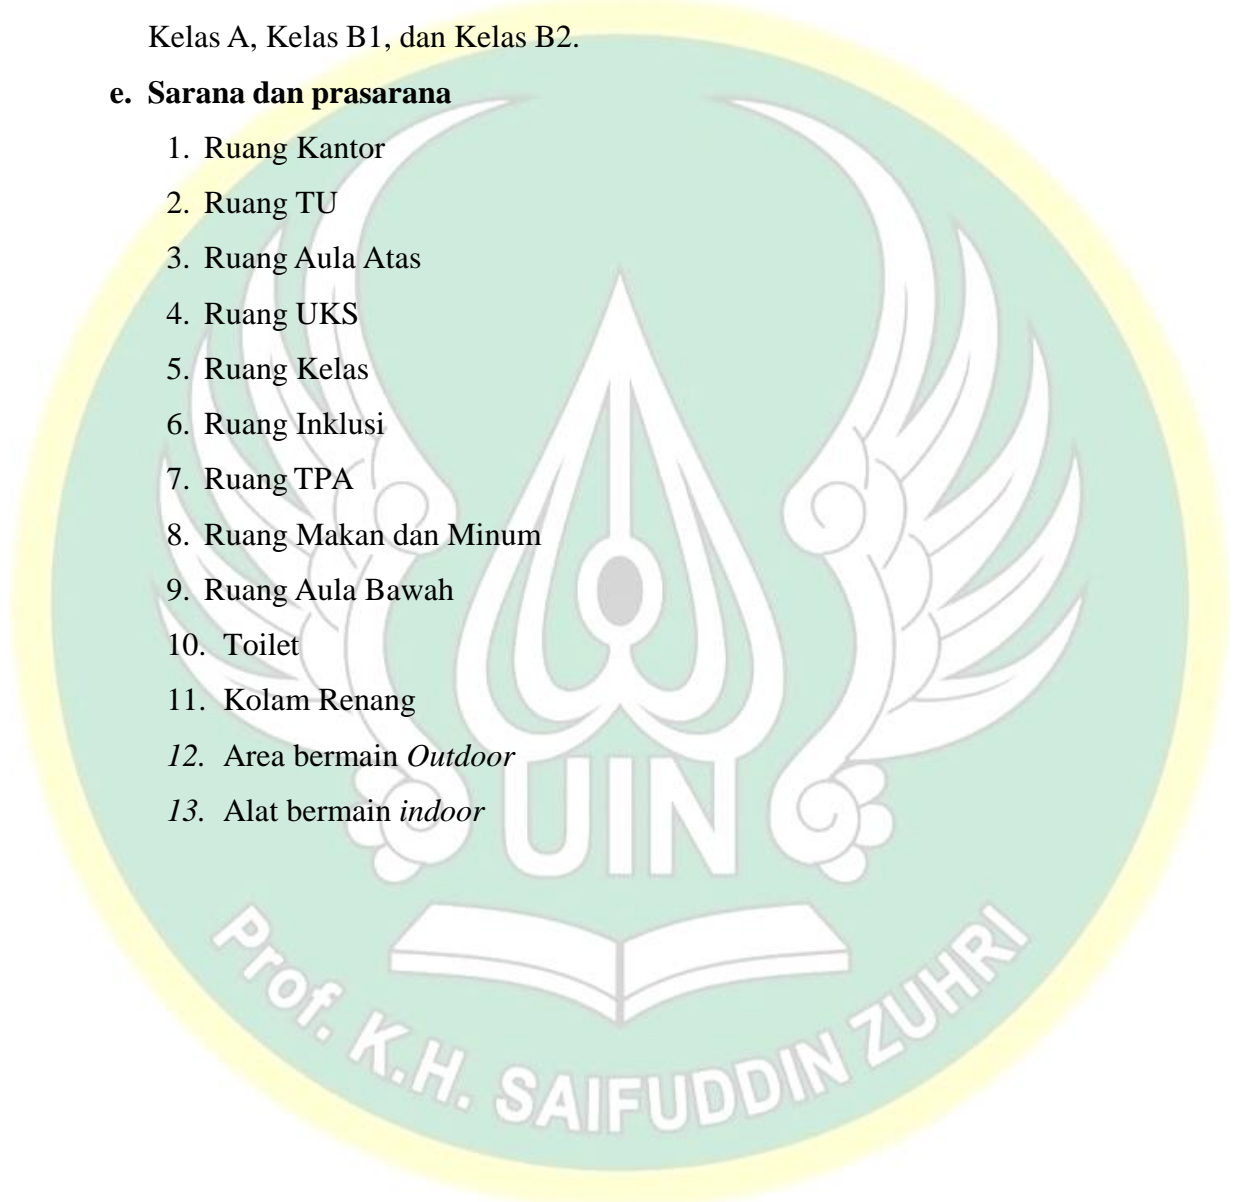 Kelas A, Kelas B1, dan Kelas B2.
e. Sarana dan prasarana
1. Ruang Kantor
2. Ruang TU
3. Ruang Aula Atas
4. Ruang UKS
5. Ruang Kelas
6. Ruang Inklusi
7. Ruang TPA
8. Ruang Makan dan Minum
9. Ruang Aula Bawah
10. Toilet
11. Kolam Renang
12. Area bermain Outdoor
13. Alat bermain indoor
UIN
Prof. K.H. SAIFUDDIN ZUHRI